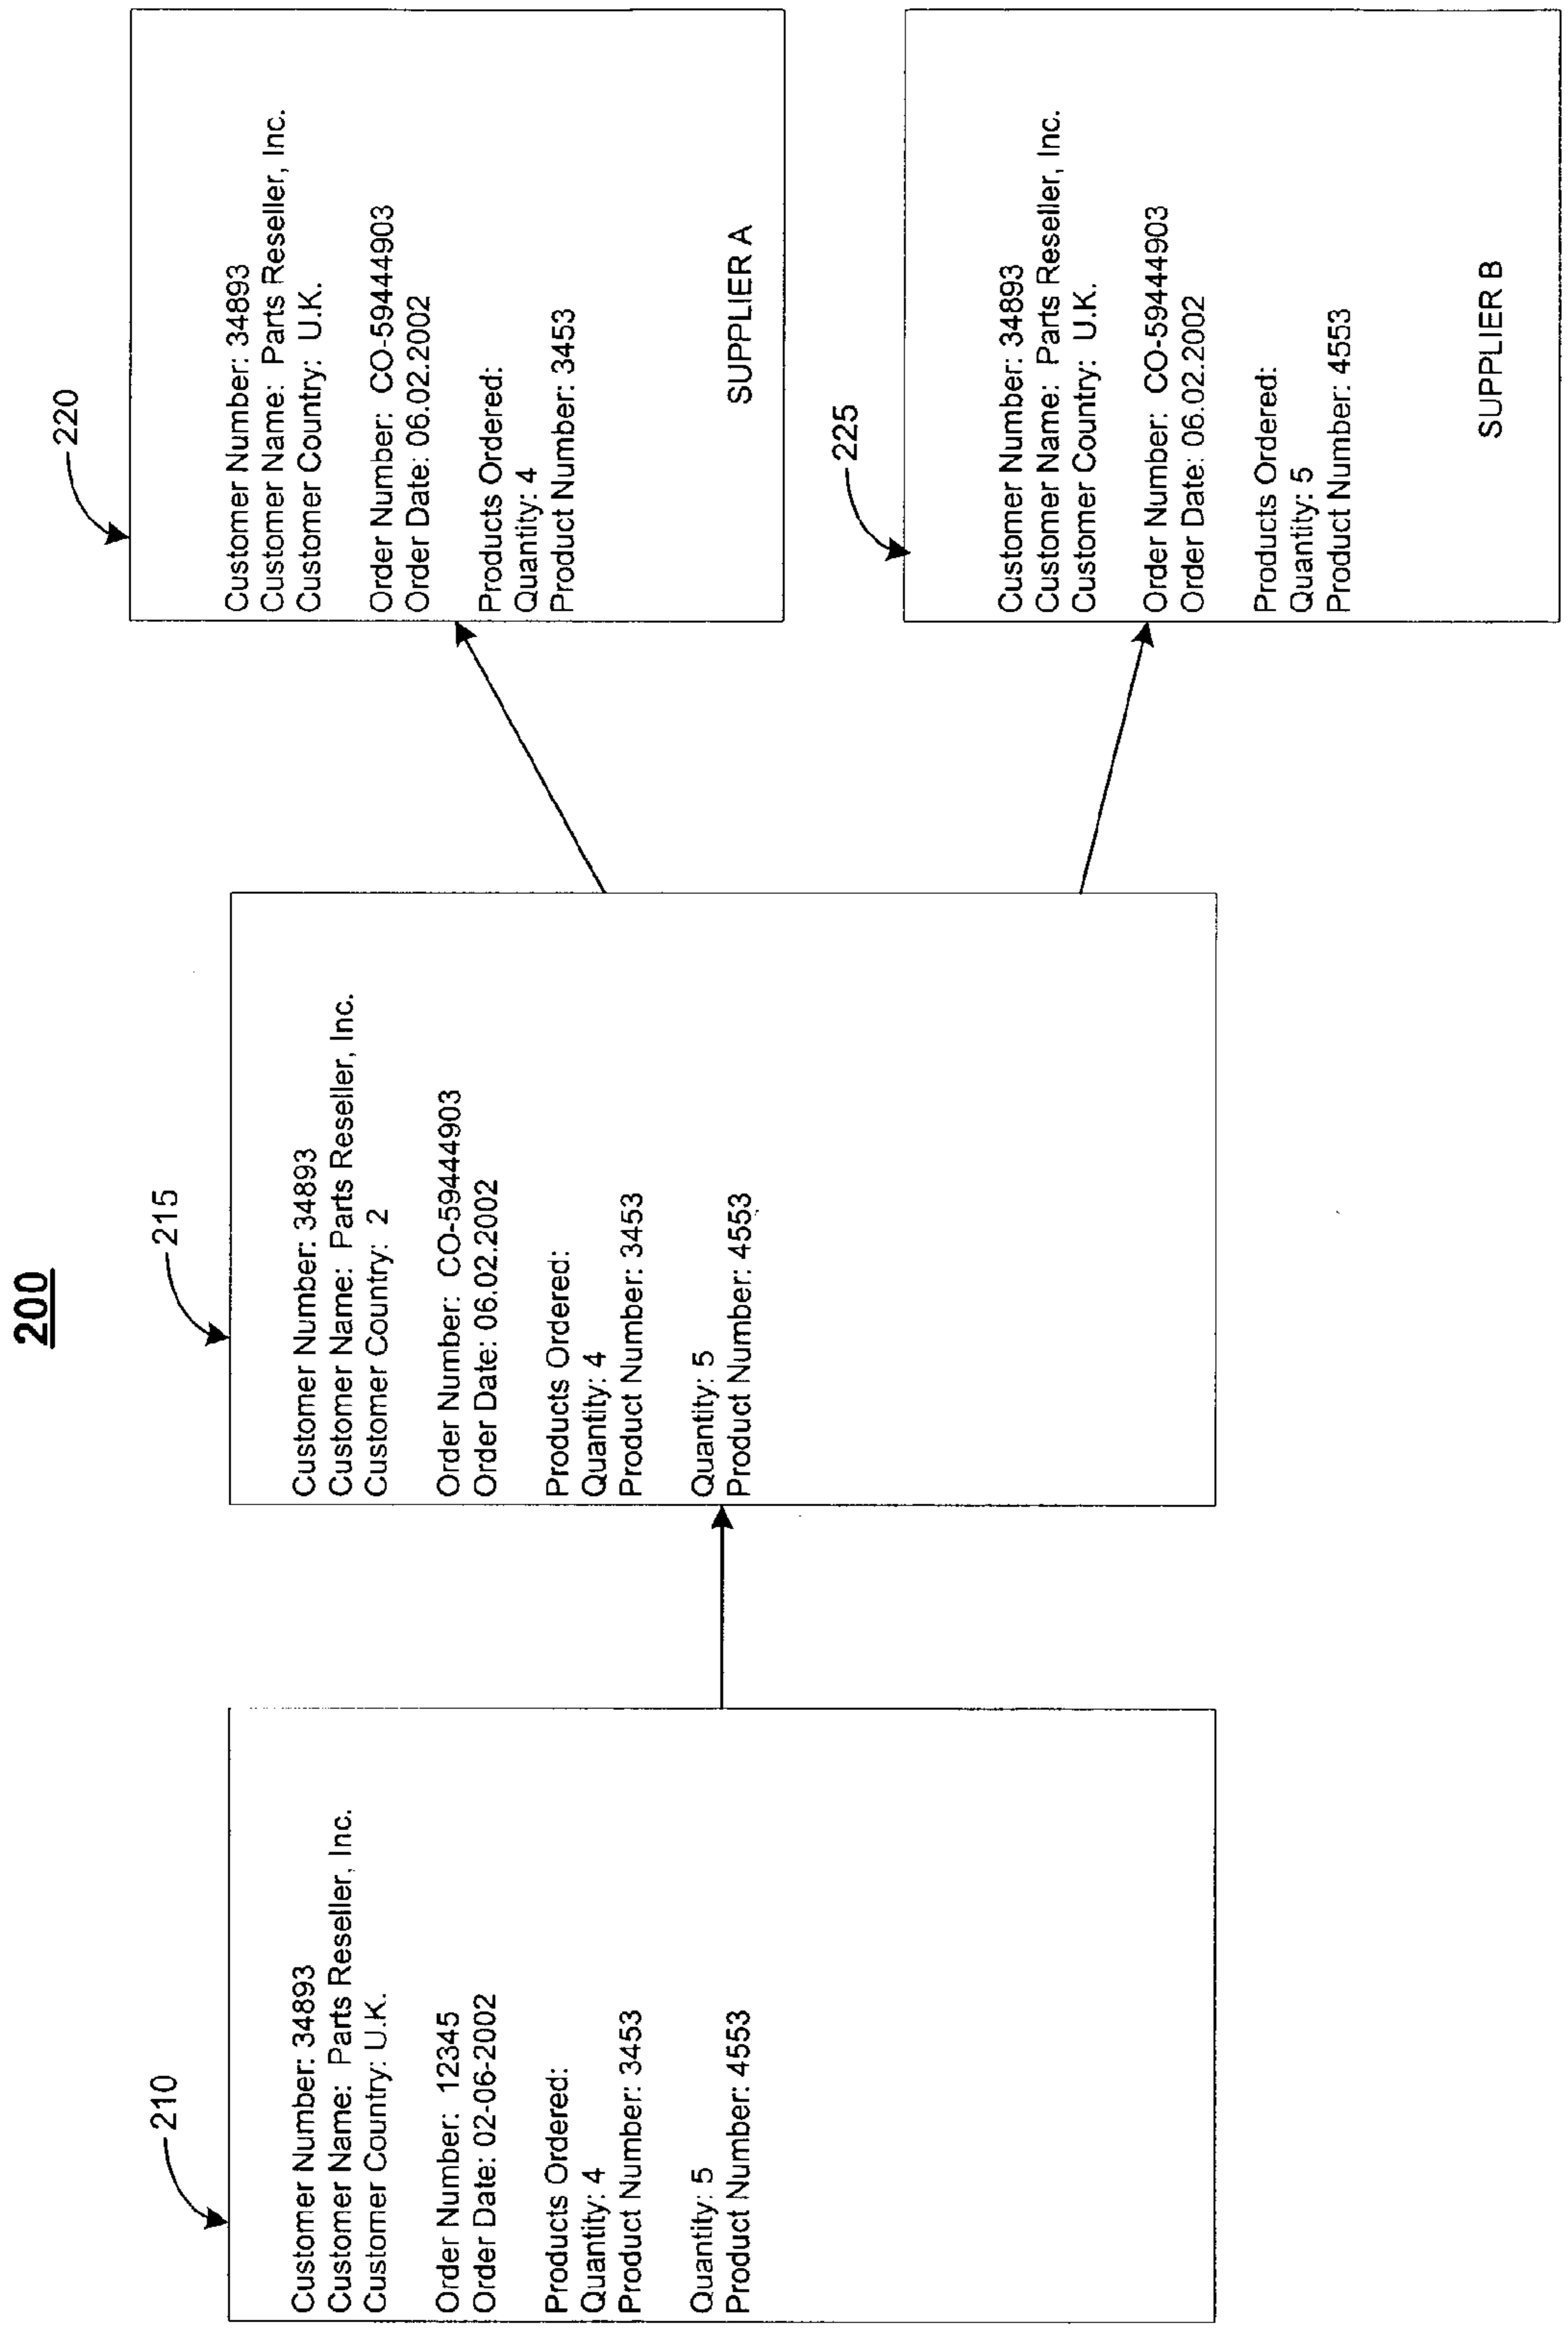 200
210
Customer Number: 34893
Customer Name: Parts Reseller, Inc.
Customer Country: U.K.
Order Number: 12345
Order Date: 02-06-2002
Products Ordered:
Quantity: 4
Product Number: 3453
Quantity: 5
Product Number: 4553
215
Customer Number: 34893
Customer Name: Parts Reseller, Inc.
Customer Country: 2
Order Number: CO-59444903
Order Date: 06.02.2002
Products Ordered:
Quantity: 4
Product Number: 3453
Quantity: 5
Product Number: 4553
220
Customer Number: 34893
Customer Name: Parts Reseller, Inc.
Customer Country: U.K.
Order Number: CO-59444903
Order Date: 06.02.2002
Products Ordered:
Quantity: 4
Product Number: 3453
SUPPLIER A
225
Customer Number: 34893
Customer Name: Parts Reseller, Inc.
Customer Country: U.K.
Order Number: CO-59444903
Order Date: 06.02.2002
Products Ordered:
Quantity: 5
Product Number: 4553
SUPPLIER B